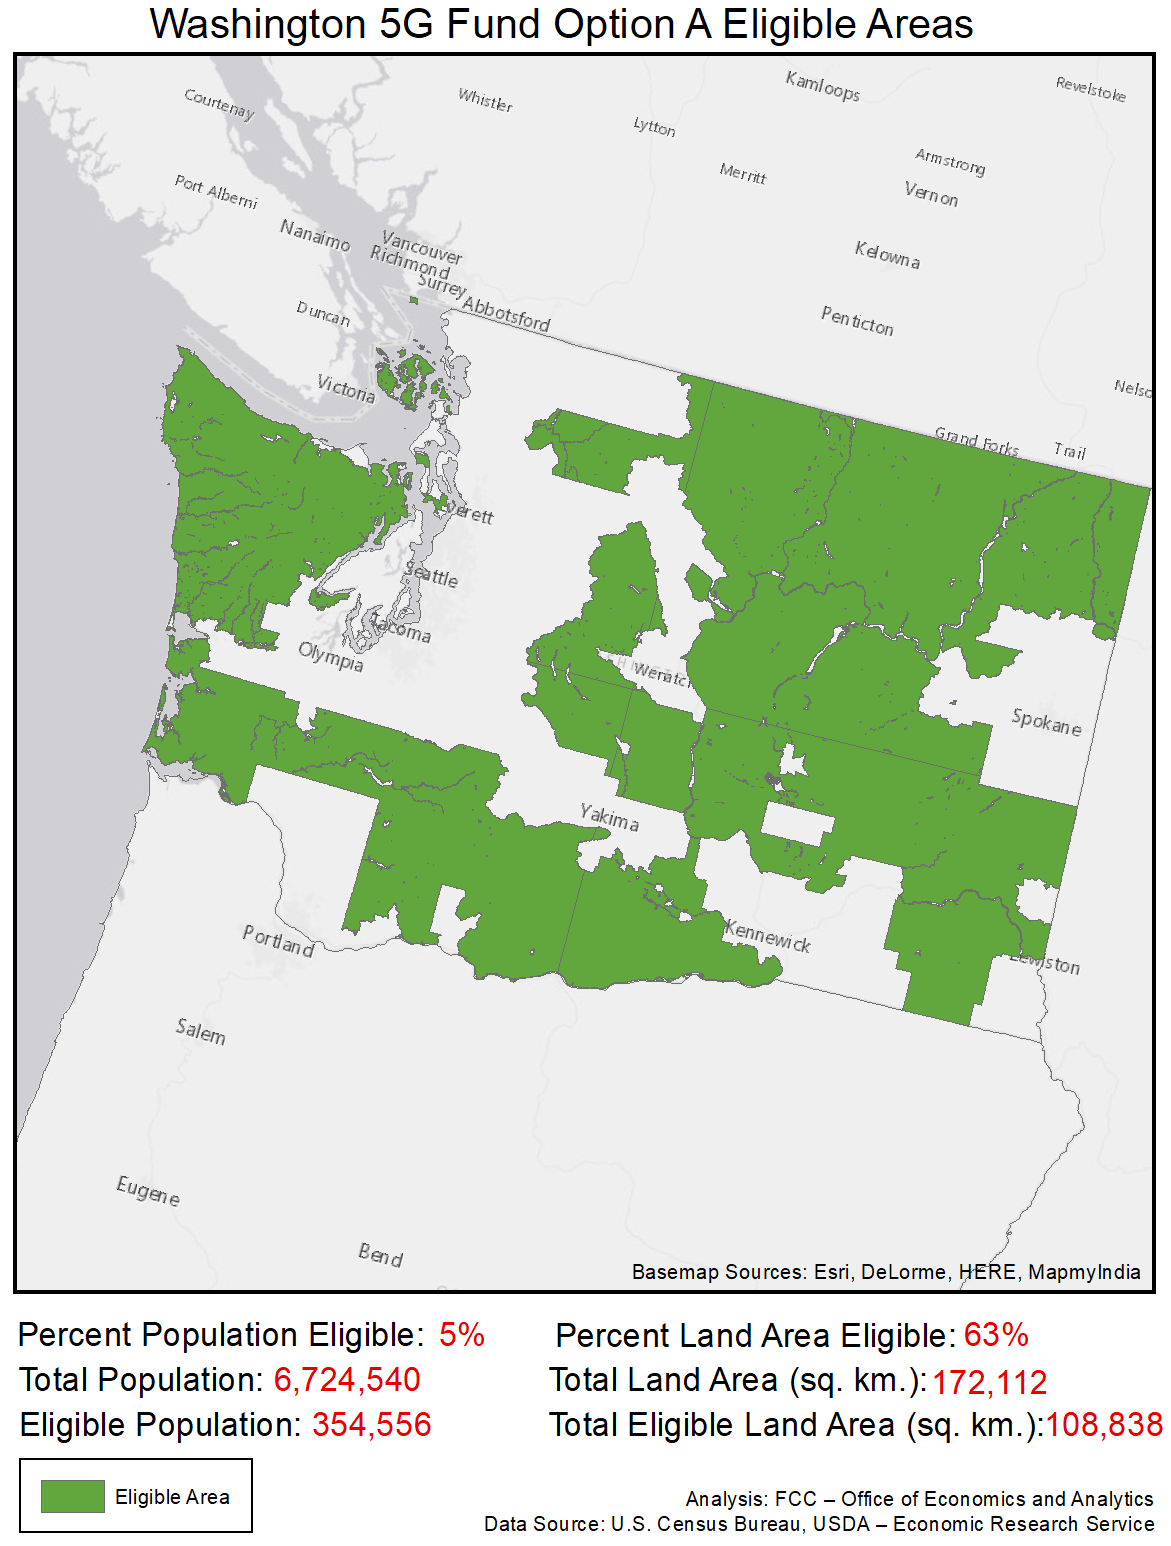 Washington 5G Fund Option A Eligible Areas
Kamloops
Revelstoke
Courtenay
Whistler
Lytton
Armstrong
Merritt
Port Alberni
Vernon
Nanaimo
Vancouver
Kelowna
Richmond
Surrey
Abbotsford
Duncan
Penticton
Victoria
Nelso
Grand Forks
Trail
verett
Seattle
Tacoma
Olympia
Wenatc
Spokane
Yakima
Kennewick
Portland
Lewiston
Salem
Eugene
Bend
Basemap Sources: Esri, DeLorme, HERE, MapmyIndia
Percent Population Eligible: 5%
Percent Land Area Eligible: 63%
Total Population: 6,724,540
Total Land Area (sq. km.): 172,112
Eligible Population: 354,556
Total Eligible Land Area (sq. km.): 108,838
Eligible Area
Analysis: FCC – Office of Economics and Analytics
Data Source: U.S. Census Bureau, USDA – Economic Research Service